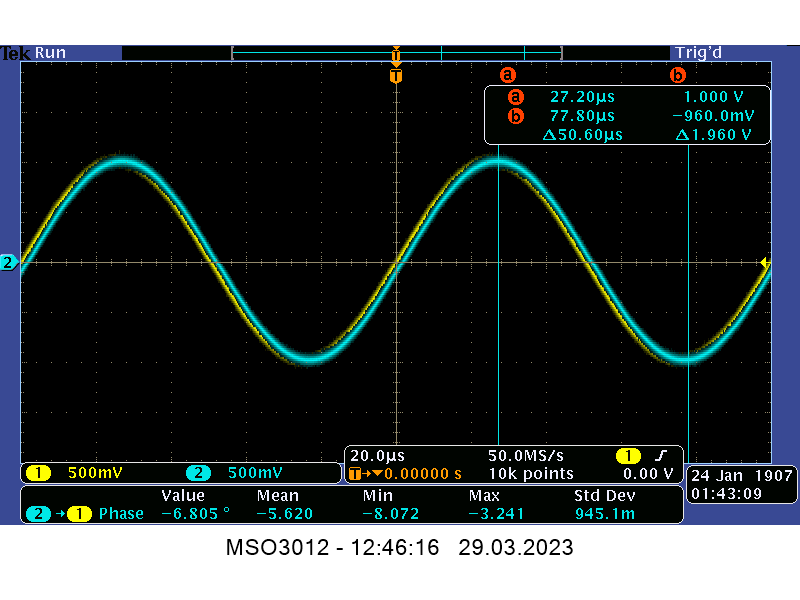 Tek Run Trig'd
T
T
a b
a 27.20µs 1.000 V
b 77.80µs −960.0mV
Δ50.60µs Δ1.960 V
2
1 500mV 2 500mV
20.0µs 50.0MS/s 1
T→▼0.00000 s 10k points 0.00 V
24 Jan 1907
01:43:09
Value Mean Min Max Std Dev
2 → 1 Phase −6.805 ° −5.620 −8.072 −3.241 945.1m
MSO3012 - 12:46:16 29.03.2023